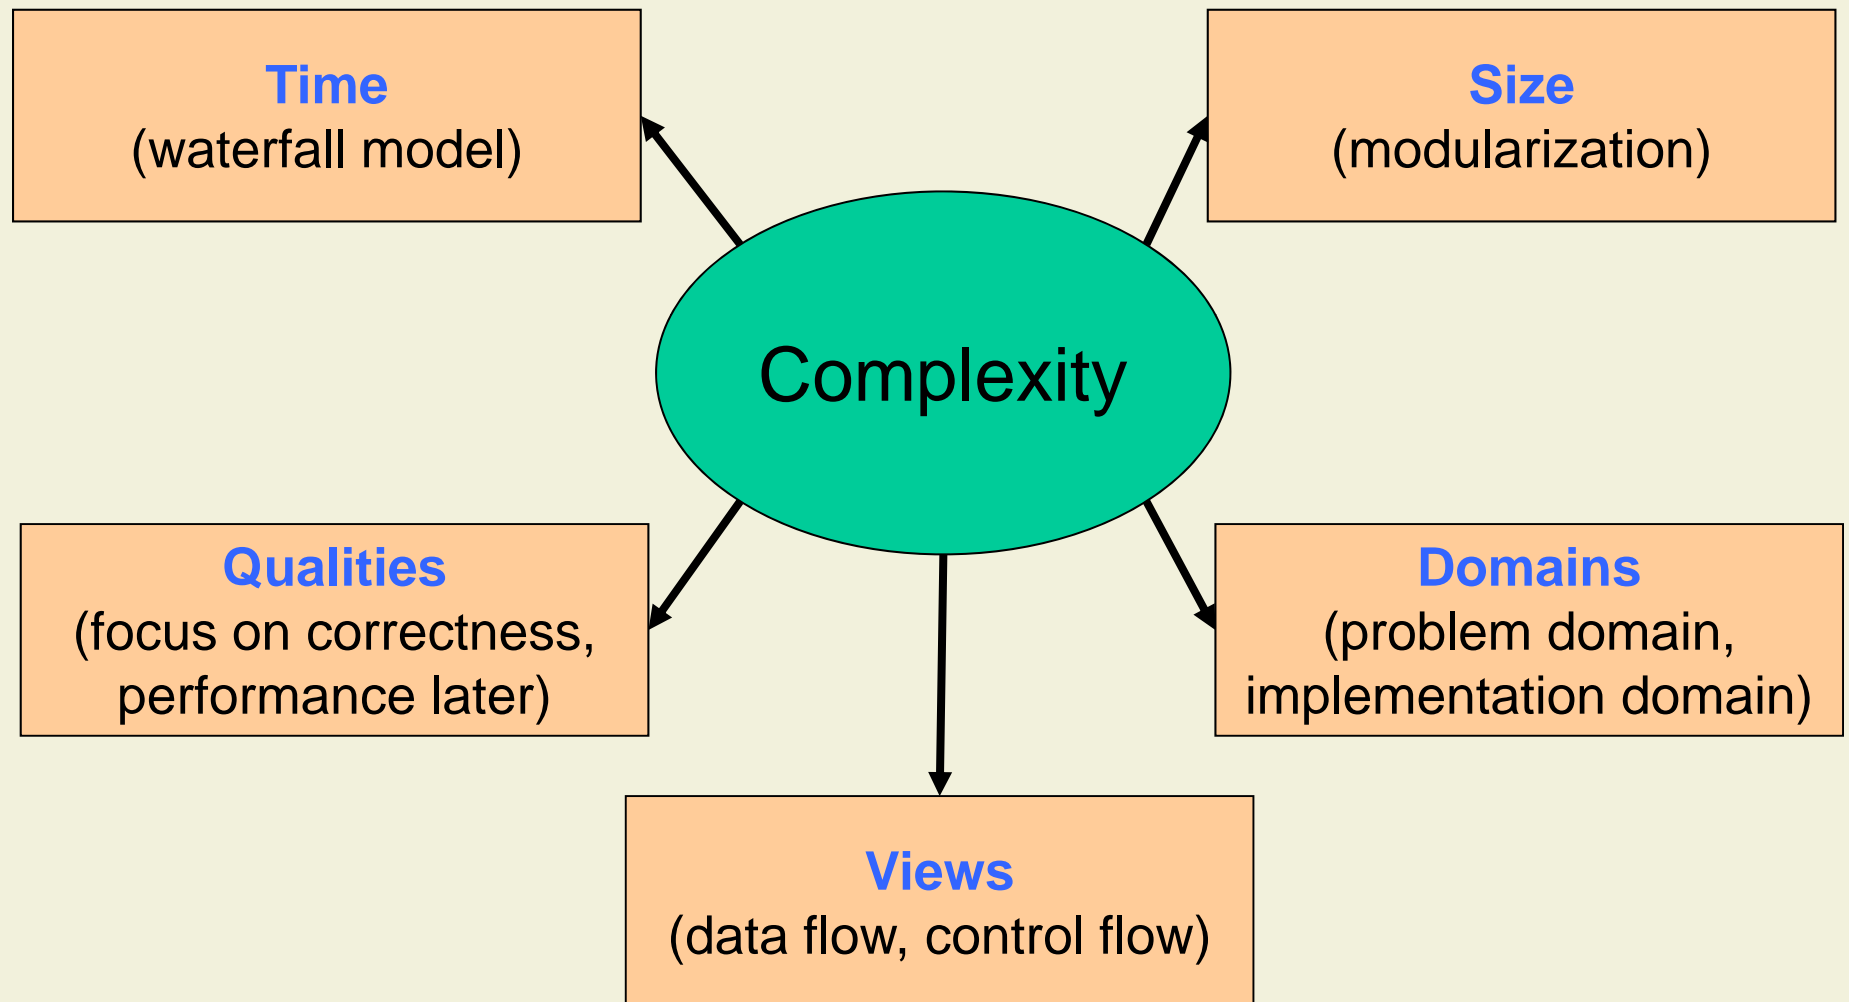 Time
(waterfall model)
Size
(modularization)
Complexity
Qualities
(focus on correctness,
performance later)
Domains
(problem domain,
implementation domain)
Views
(data flow, control flow)